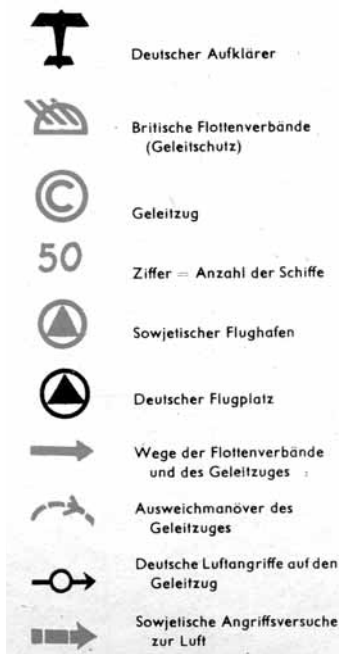 Deutscher Aufklärer
Britische Flottenverbände
(Geleitschutz)
C
Geleitzug
50
Ziffer = Anzahl der Schiffe
Sowjetischer Flughafen
Deutscher Flugplatz
Wege der Flottenverbände
und des Geleitzuges
Ausweichmanöver des
Geleitzuges
Deutsche Luftangriffe auf den
Geleitzug
Sowjetische Angriffsversuche
zur Luft